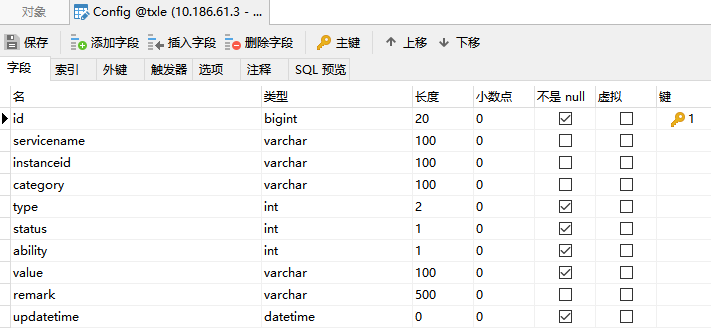 对象 Config @txle (10.186.61.3 - ...
保存 添加字段 插入字段 删除字段 主键 上移 下移
字段 索引 外键 触发器 选项 注释 SQL 预览
名 类型 长度 小数点 不是 null 虚拟 键
id bigint 20 0 1
servicename varchar 100 0
instanceid varchar 100 0
category varchar 100 0
type int 2 0
status int 1 0
ability int 1 0
value varchar 100 0
remark varchar 500 0
updatetime datetime 0 0